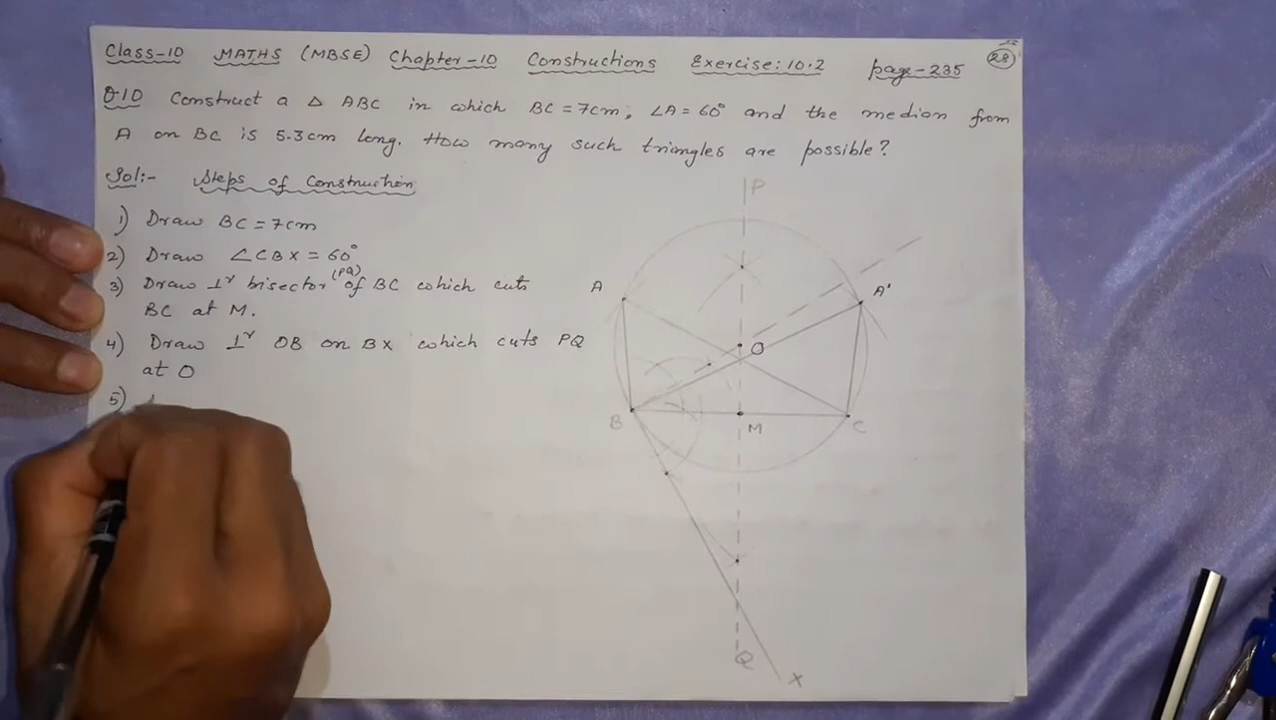 Class-10 MATHS (MBSE) Chapter-10 Constructions Exercise: 10.2 page-235 28
Q10 Construct a △ ABC in which BC = 7cm; ∠A = 60° and the median from
A on BC is 5.3cm long. How many such triangles are possible?
Sol:- Steps of Construction
1) Draw BC = 7cm
2) Draw ∠CBX = 60°
3) Draw ⊥r bisector (PQ) of BC which cuts
BC at M.
4) Draw ⊥r OB on BX which cuts PQ
at O
5)
P
A
A'
O
B
M
C
Q
X